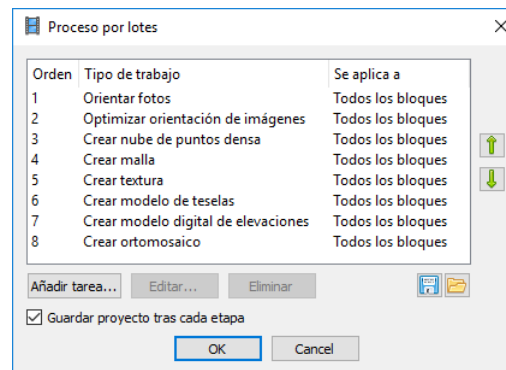 Proceso por lotes
Orden Tipo de trabajo Se aplica a
1 Orientar fotos Todos los bloques
2 Optimizar orientación de imágenes Todos los bloques
3 Crear nube de puntos densa Todos los bloques
4 Crear malla Todos los bloques
5 Crear textura Todos los bloques
6 Crear modelo de teselas Todos los bloques
7 Crear modelo digital de elevaciones Todos los bloques
8 Crear ortomosaico Todos los bloques
Añadir tarea... Editar... Eliminar
Guardar proyecto tras cada etapa
OK Cancel